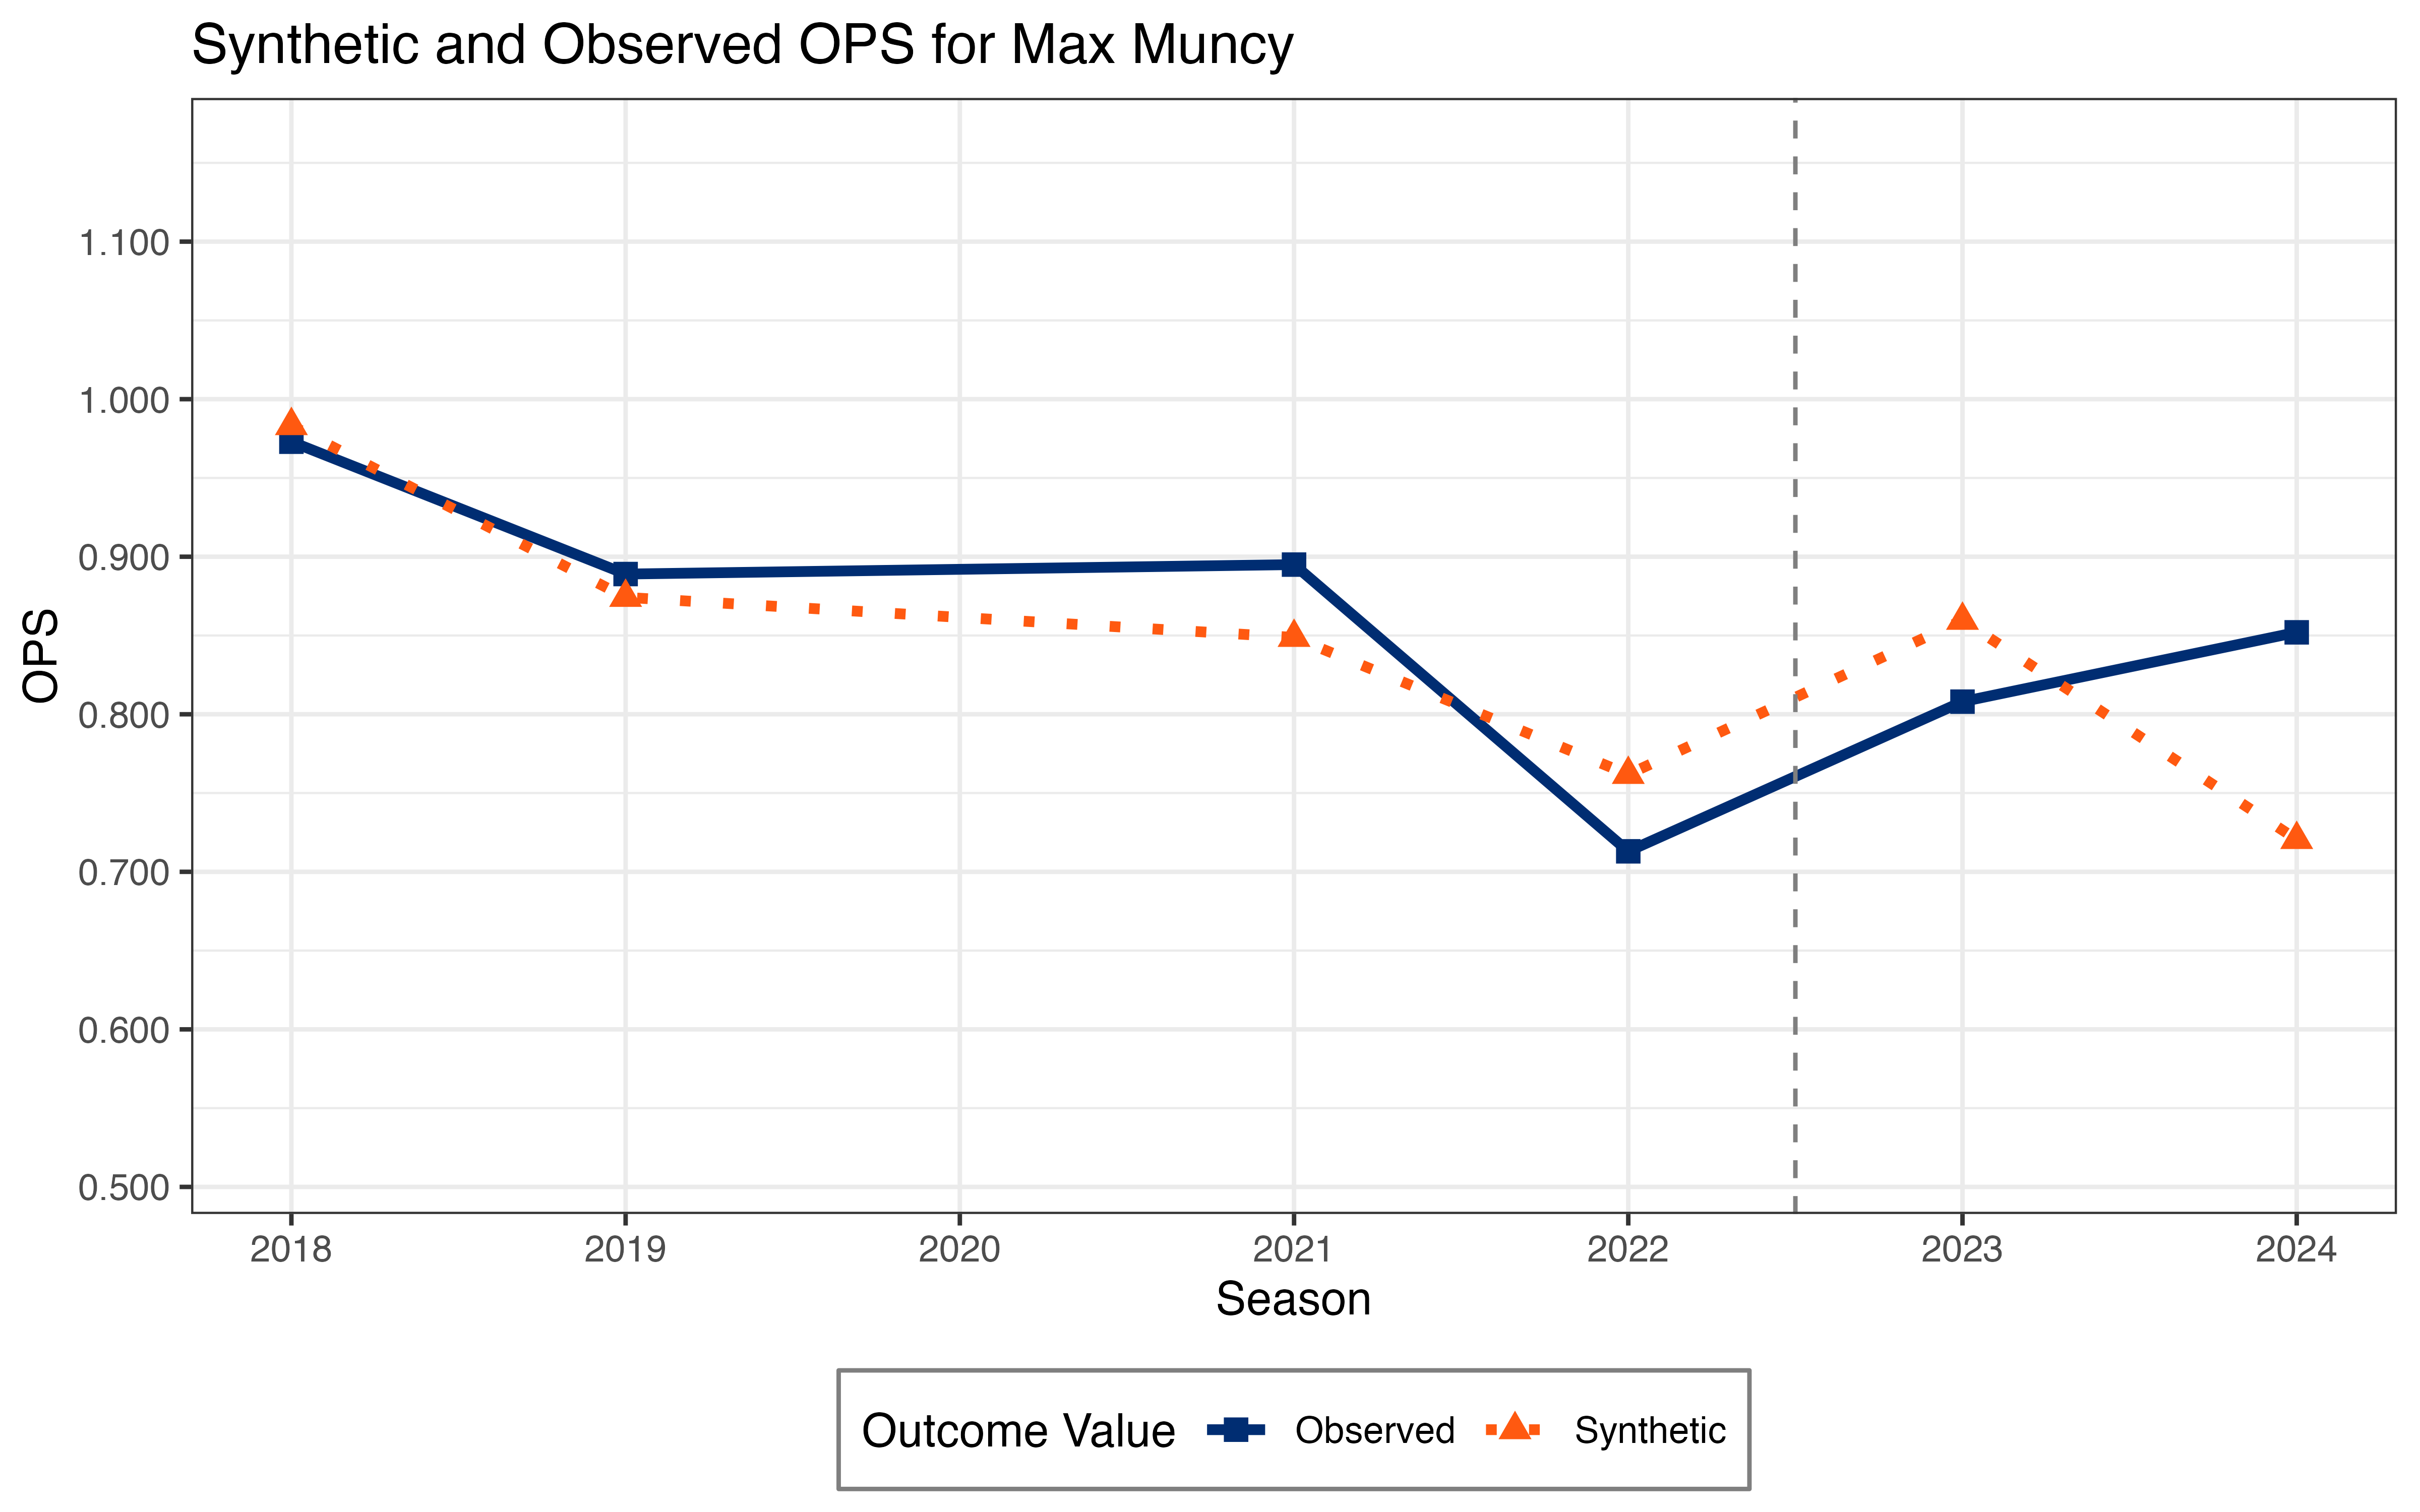 Synthetic and Observed OPS for Max Muncy
1.100
1.000
0.900
0.800
0.700
0.600
0.500
OPS
2018 2019 2020 2021 2022 2023 2024
Season
Outcome Value Observed Synthetic